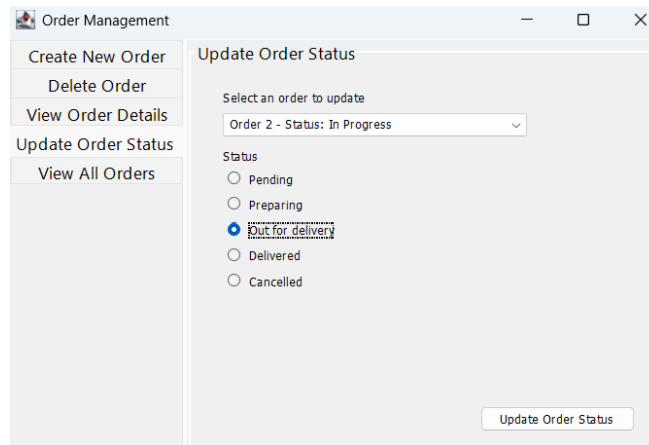 Order Management
Create New Order
Delete Order
View Order Details
Update Order Status
View All Orders
Update Order Status
Select an order to update
Order 2 - Status: In Progress
Status
Pending
Preparing
Out for delivery
Delivered
Cancelled
Update Order Status